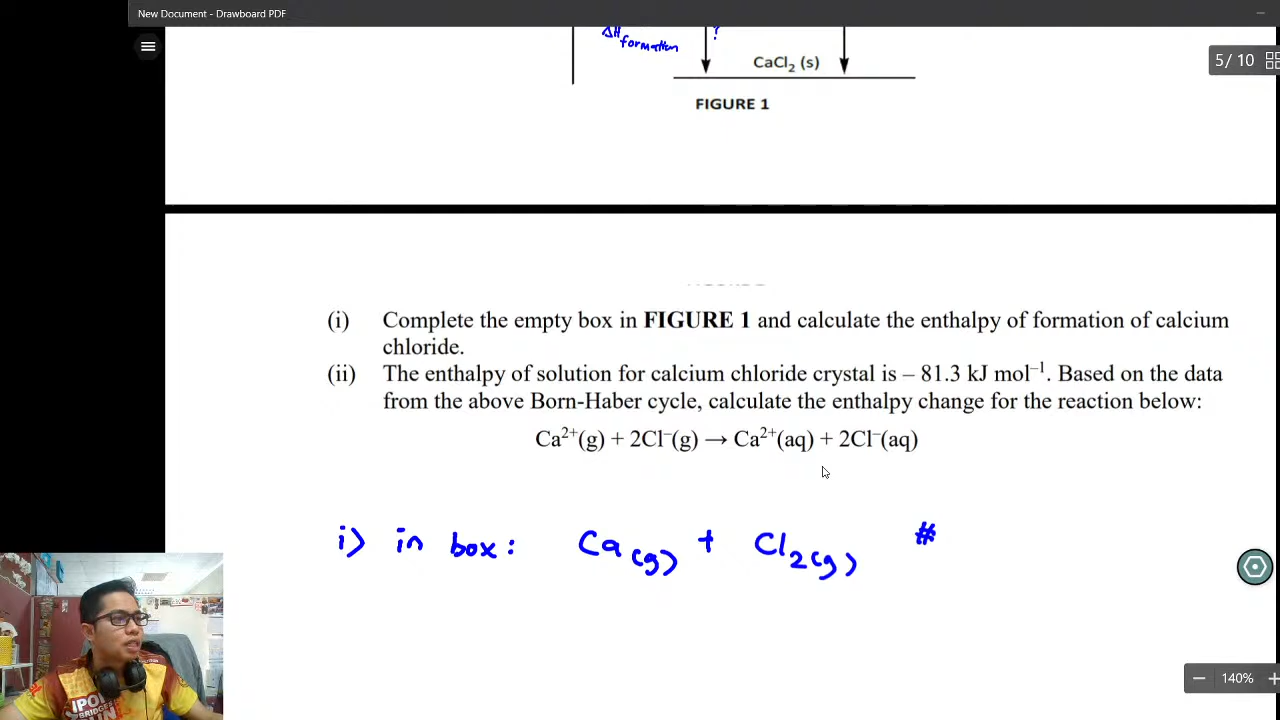 New Document - Drawboard PDF
ΔH formation ?
5 / 10
CaCl₂ (s)
FIGURE 1
(i) Complete the empty box in FIGURE 1 and calculate the enthalpy of formation of calcium
chloride.
(ii) The enthalpy of solution for calcium chloride crystal is – 81.3 kJ mol⁻¹. Based on the data
from the above Born-Haber cycle, calculate the enthalpy change for the reaction below:
Ca²⁺(g) + 2Cl⁻(g) → Ca²⁺(aq) + 2Cl⁻(aq)
i) in box: Ca(g) + Cl₂(g) #
140%